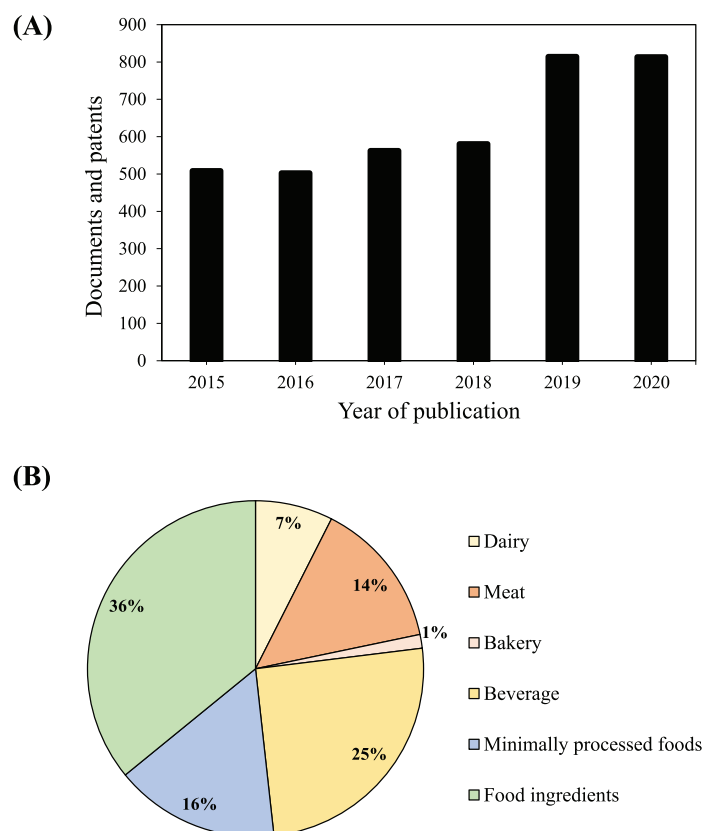 (A)
Documents and patents
900
800
700
600
500
400
300
200
100
0
2015 2016 2017 2018 2019 2020
Year of publication
(B)
7%
14%
1%
25%
16%
36%
Dairy
Meat
Bakery
Beverage
Minimally processed foods
Food ingredients